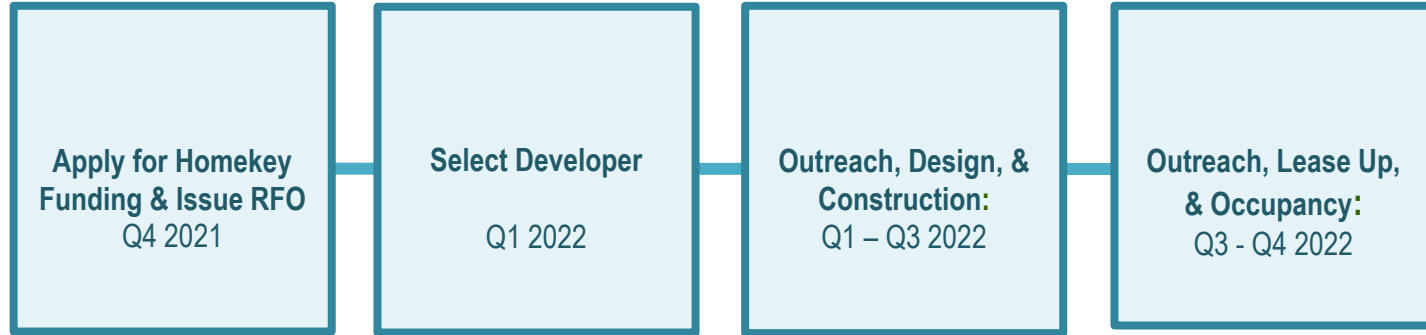 Apply for Homekey
Funding & Issue RFO
Q4 2021
Select Developer
Q1 2022
Outreach, Design, &
Construction:
Q1 – Q3 2022
Outreach, Lease Up,
& Occupancy:
Q3 - Q4 2022